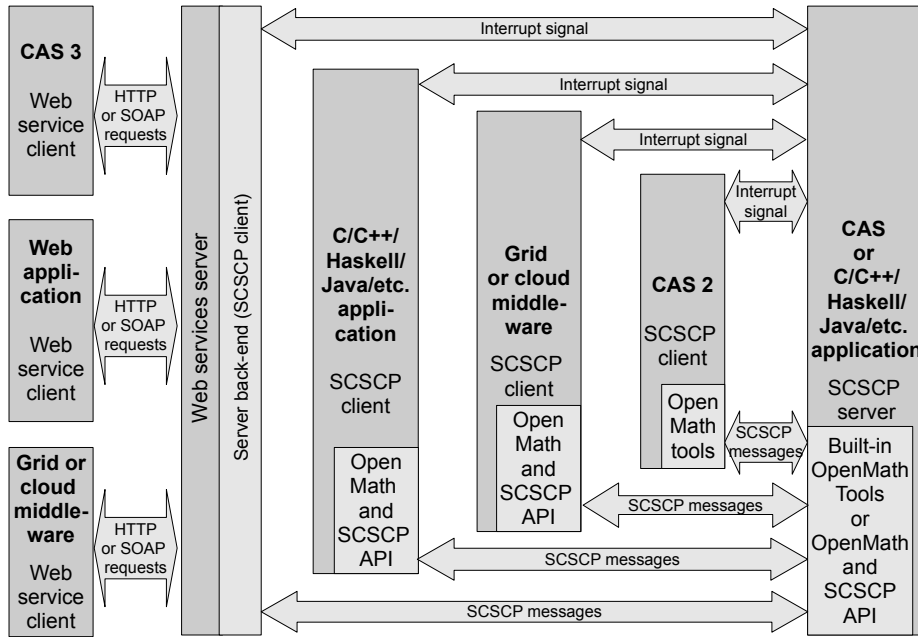 CAS 3
Web
service
client
HTTP
or SOAP
requests
Web
appli-
cation
Web
service
client
HTTP
or SOAP
requests
Grid or
cloud
middle-
ware
Web
service
client
HTTP
or SOAP
requests
Web services server
Server back-end (SCSCP client)
Interrupt signal
Interrupt signal
Interrupt signal
Interrupt
signal
C/C++/
Haskell/
Java/etc.
appli-
cation
SCSCP
client
Open
Math
and
SCSCP
API
Grid
or cloud
middle-
ware
SCSCP
client
Open
Math
and
SCSCP
API
CAS 2
SCSCP
client
Open
Math
tools
SCSCP
messages
SCSCP messages
SCSCP messages
SCSCP messages
CAS
or
C/C++/
Haskell/
Java/etc.
application
SCSCP
server
Built-in
OpenMath
Tools
or
OpenMath
and
SCSCP
API